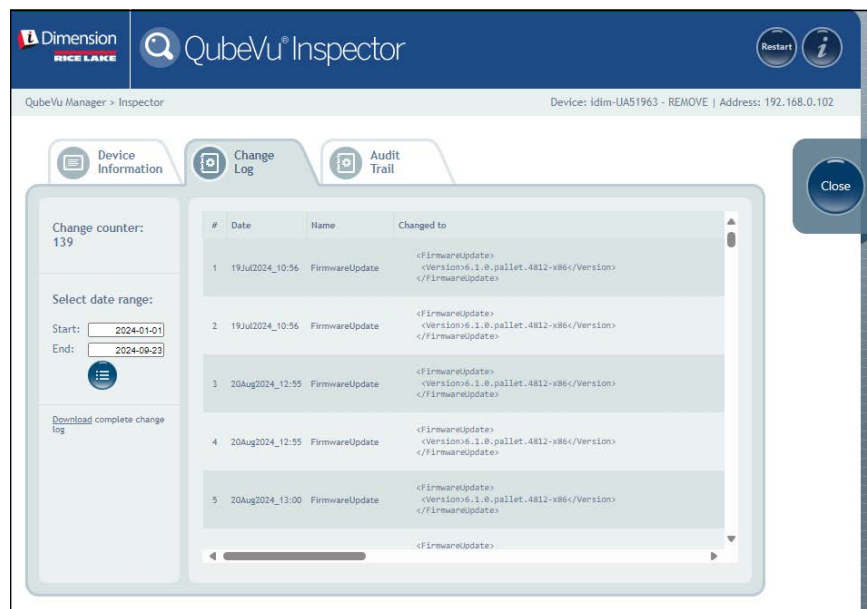 iDimension
RICE LAKE
QubeVu® Inspector
Restart
i
QubeVu Manager > Inspector
Device: idim-UA51963 - REMOVE | Address: 192.168.0.102
Device
Information
Change
Log
Audit
Trail
Close
Change counter:
139
Select date range:
Start: 2024-01-01
End: 2024-09-23
Download complete change
log
# Date Name Changed to
<FirmwareUpdate>
1 19Jul2024_10:56 FirmwareUpdate <Version>6.1.0.pallet.4812-x86</Version>
</FirmwareUpdate>
<FirmwareUpdate>
2 19Jul2024_10:56 FirmwareUpdate <Version>6.1.0.pallet.4812-x86</Version>
</FirmwareUpdate>
<FirmwareUpdate>
3 20Aug2024_12:55 FirmwareUpdate <Version>6.1.0.pallet.4812-x86</Version>
</FirmwareUpdate>
<FirmwareUpdate>
4 20Aug2024_12:55 FirmwareUpdate <Version>6.1.0.pallet.4812-x86</Version>
</FirmwareUpdate>
<FirmwareUpdate>
5 20Aug2024_13:00 FirmwareUpdate <Version>6.1.0.pallet.4812-x86</Version>
</FirmwareUpdate>
<FirmwareUpdate>